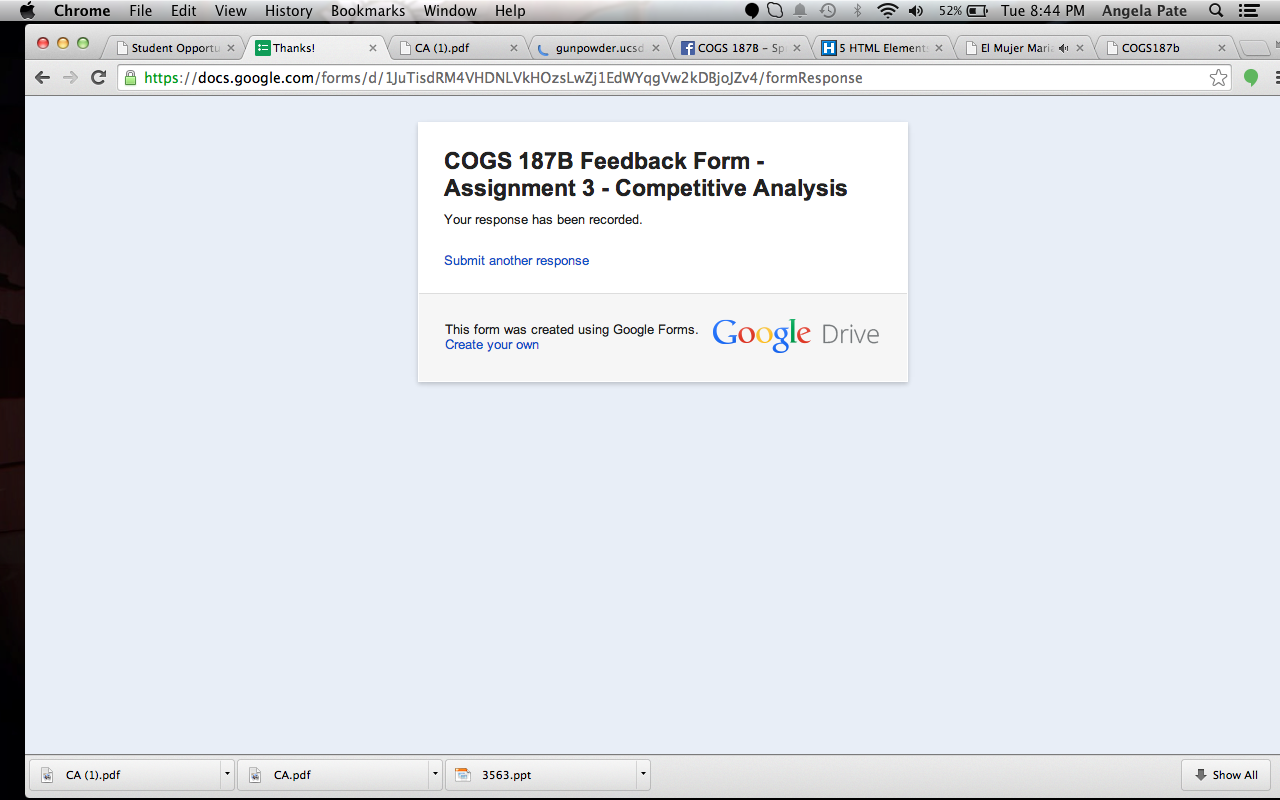 Chrome File Edit View History Bookmarks Window Help 52% Tue 8:44 PM Angela Pate
Student Opportu Thanks! CA (1).pdf gunpowder.ucsd COGS 187B – Sp 5 HTML Element El Mujer Maria COGS187b
https://docs.google.com/forms/d/1JuTisdRM4VHDNLVkHOzsLwZj1EdWYqgVw2kDBjoJZv4/formResponse
COGS 187B Feedback Form -
Assignment 3 - Competitive Analysis
Your response has been recorded.
Submit another response
This form was created using Google Forms.
Create your own
Google Drive
CA (1).pdf CA.pdf 3563.ppt Show All